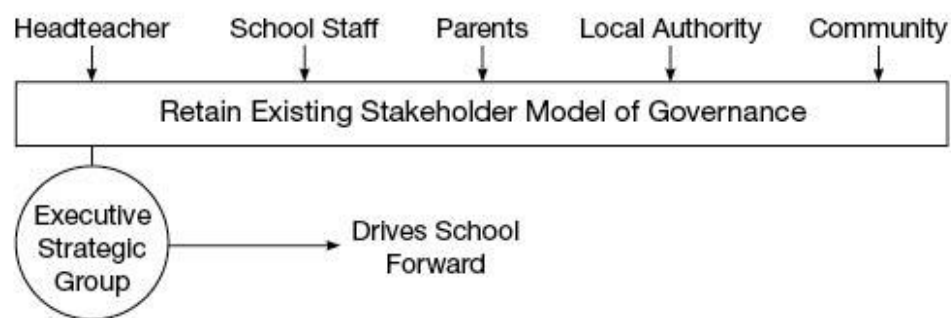 Headteacher School Staff Parents Local Authority Community
Retain Existing Stakeholder Model of Governance
Executive
Strategic
Group
Drives School
Forward